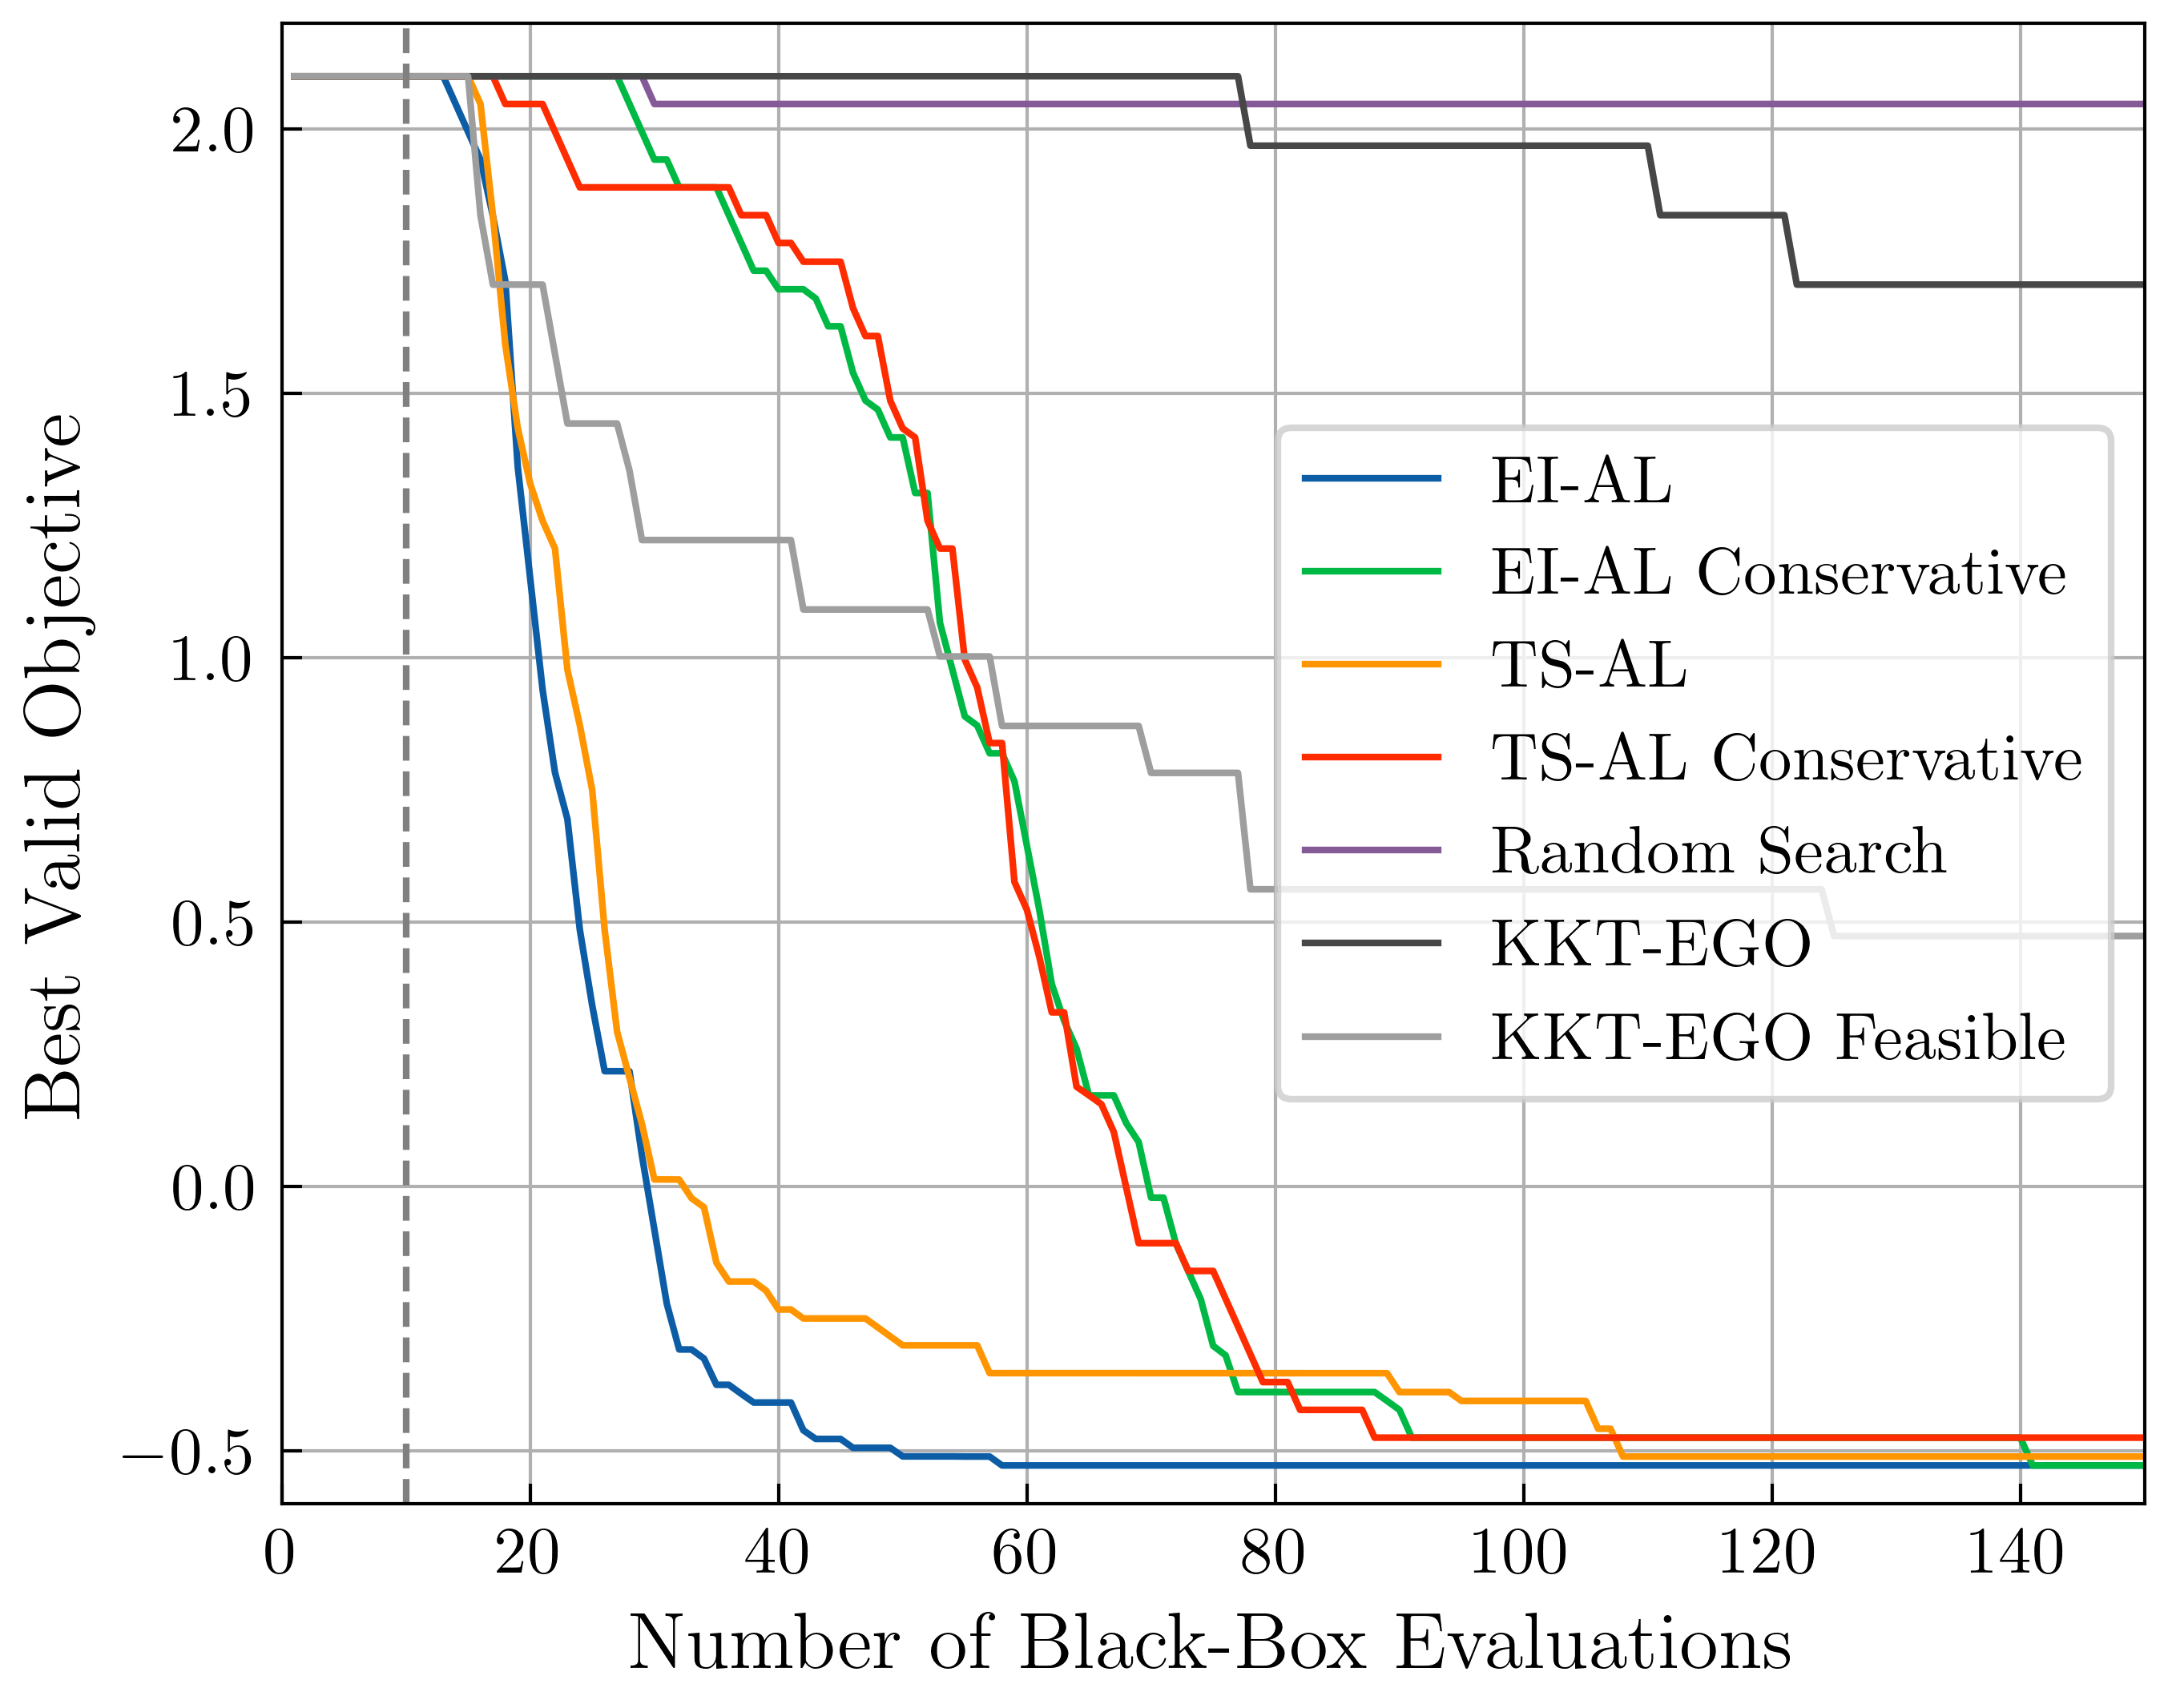 Best Valid Objective
2.0
1.5
1.0
0.5
0.0
−0.5
EI-AL
EI-AL Conservative
TS-AL
TS-AL Conservative
Random Search
KKT-EGO
KKT-EGO Feasible
0 20 40 60 80 100 120 140
Number of Black-Box Evaluations